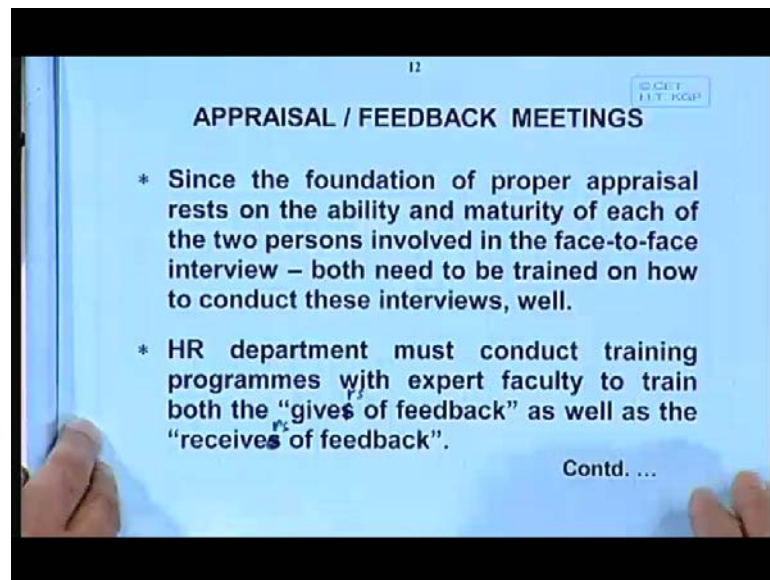 12
© CET
I.I.T. KGP
APPRAISAL / FEEDBACK MEETINGS
* Since the foundation of proper appraisal
rests on the ability and maturity of each of
the two persons involved in the face-to-face
interview – both need to be trained on how
to conduct these interviews, well.
* HR department must conduct training
programmes with expert faculty to train
rs
both the "gives of feedback" as well as the
rs
"receives of feedback".
Contd. ...